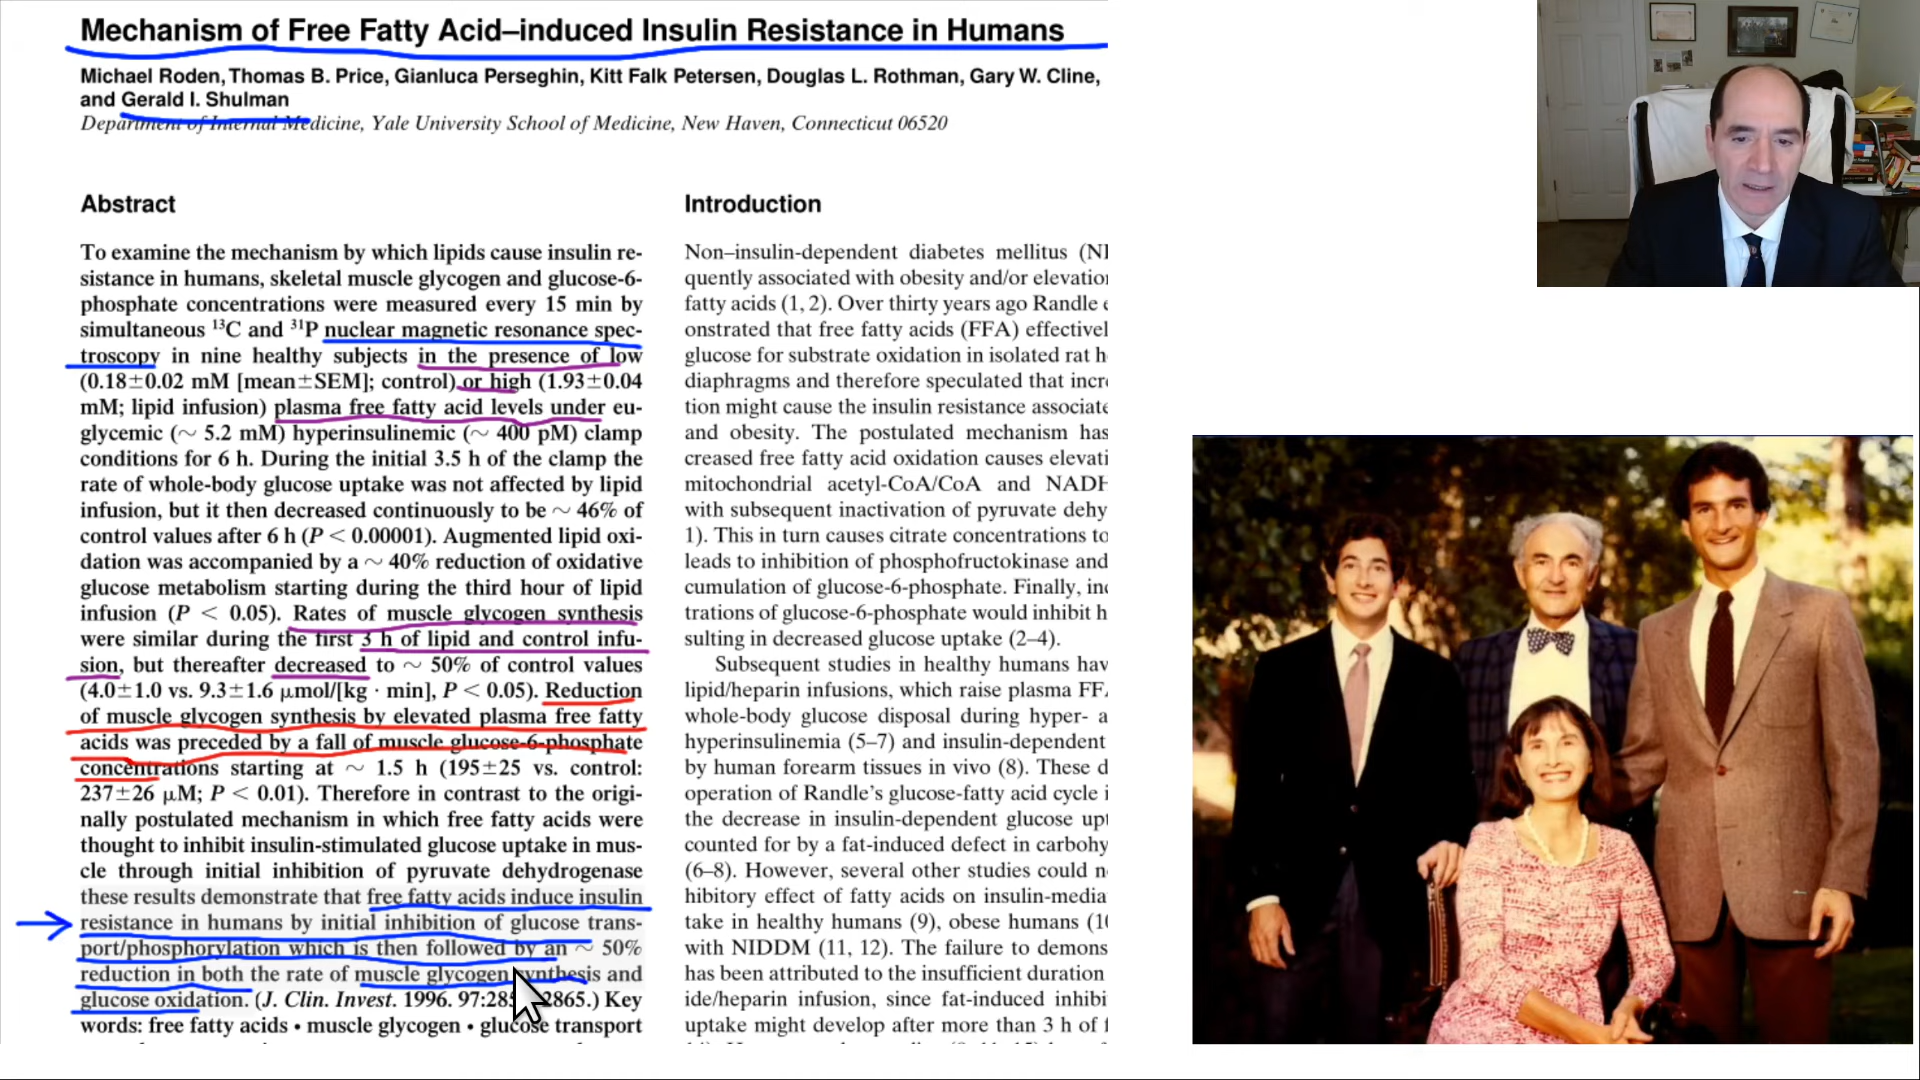 Mechanism of Free Fatty Acid–induced Insulin Resistance in Humans
Michael Roden, Thomas B. Price, Gianluca Perseghin, Kitt Falk Petersen, Douglas L. Rothman, Gary W. Cline,
and Gerald I. Shulman
Department of Internal Medicine, Yale University School of Medicine, New Haven, Connecticut 06520
Abstract
To examine the mechanism by which lipids cause insulin re-
sistance in humans, skeletal muscle glycogen and glucose-6-
phosphate concentrations were measured every 15 min by
simultaneous ¹³C and ³¹P nuclear magnetic resonance spec-
troscopy in nine healthy subjects in the presence of low
(0.18±0.02 mM [mean±SEM]; control) or high (1.93±0.04
mM; lipid infusion) plasma free fatty acid levels under eu-
glycemic (∼ 5.2 mM) hyperinsulinemic (∼ 400 pM) clamp
conditions for 6 h. During the initial 3.5 h of the clamp the
rate of whole-body glucose uptake was not affected by lipid
infusion, but it then decreased continuously to be ∼ 46% of
control values after 6 h (P < 0.00001). Augmented lipid oxi-
dation was accompanied by a ∼ 40% reduction of oxidative
glucose metabolism starting during the third hour of lipid
infusion (P < 0.05). Rates of muscle glycogen synthesis
were similar during the first 3 h of lipid and control infu-
sion, but thereafter decreased to ∼ 50% of control values
(4.0±1.0 vs. 9.3±1.6 μmol/[kg · min], P < 0.05). Reduction
of muscle glycogen synthesis by elevated plasma free fatty
acids was preceded by a fall of muscle glucose-6-phosphate
concentrations starting at ∼ 1.5 h (195±25 vs. control:
237±26 μM; P < 0.01). Therefore in contrast to the origi-
nally postulated mechanism in which free fatty acids were
thought to inhibit insulin-stimulated glucose uptake in mus-
cle through initial inhibition of pyruvate dehydrogenase
these results demonstrate that free fatty acids induce insulin
resistance in humans by initial inhibition of glucose trans-
port/phosphorylation which is then followed by an ∼ 50%
reduction in both the rate of muscle glycogen synthesis and
glucose oxidation. (J. Clin. Invest. 1996. 97:28 2865.) Key
words: free fatty acids • muscle glycogen • glucose transport
Introduction
Non–insulin-dependent diabetes mellitus (NI
quently associated with obesity and/or elevation
fatty acids (1, 2). Over thirty years ago Randle e
onstrated that free fatty acids (FFA) effectivel
glucose for substrate oxidation in isolated rat h
diaphragms and therefore speculated that incr
tion might cause the insulin resistance associate
and obesity. The postulated mechanism has
creased free fatty acid oxidation causes elevati
mitochondrial acetyl-CoA/CoA and NADH
with subsequent inactivation of pyruvate dehy
1). This in turn causes citrate concentrations to
leads to inhibition of phosphofructokinase and
cumulation of glucose-6-phosphate. Finally, inc
trations of glucose-6-phosphate would inhibit h
sulting in decreased glucose uptake (2–4).
Subsequent studies in healthy humans hav
lipid/heparin infusions, which raise plasma FF
whole-body glucose disposal during hyper- a
hyperinsulinemia (5–7) and insulin-dependent
by human forearm tissues in vivo (8). These d
operation of Randle's glucose-fatty acid cycle i
the decrease in insulin-dependent glucose upt
counted for by a fat-induced defect in carbohy
(6–8). However, several other studies could n
hibitory effect of fatty acids on insulin-media
take in healthy humans (9), obese humans (10
with NIDDM (11, 12). The failure to demons
has been attributed to the insufficient duration
ide/heparin infusion, since fat-induced inhibi
uptake might develop after more than 3 h of f